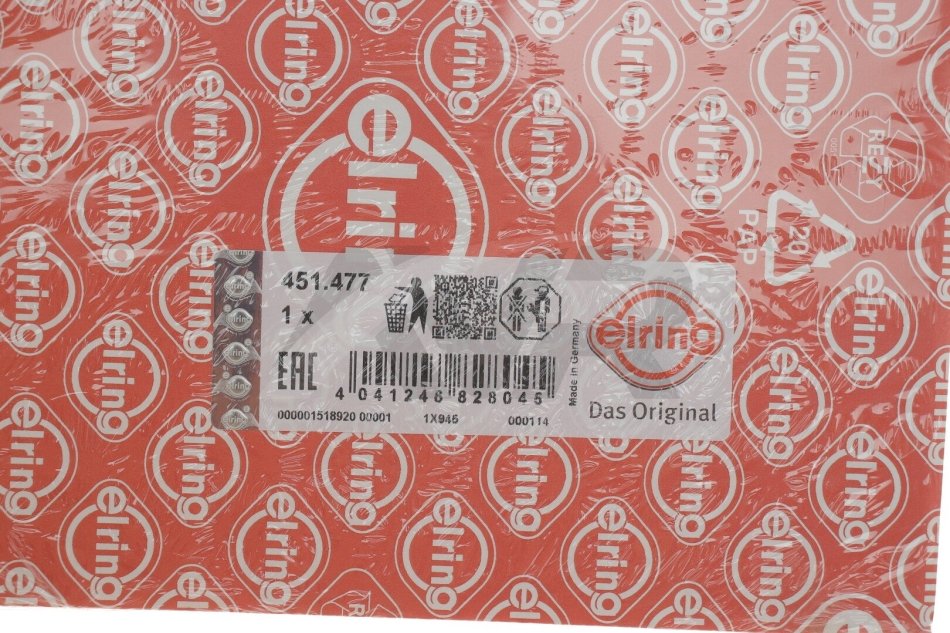 elring
RESY
20
PAP
451.477
1 x
EAC
4 041248 828045
000001518920 00001 1X946 000114
Made in Germany
elring
Das Original